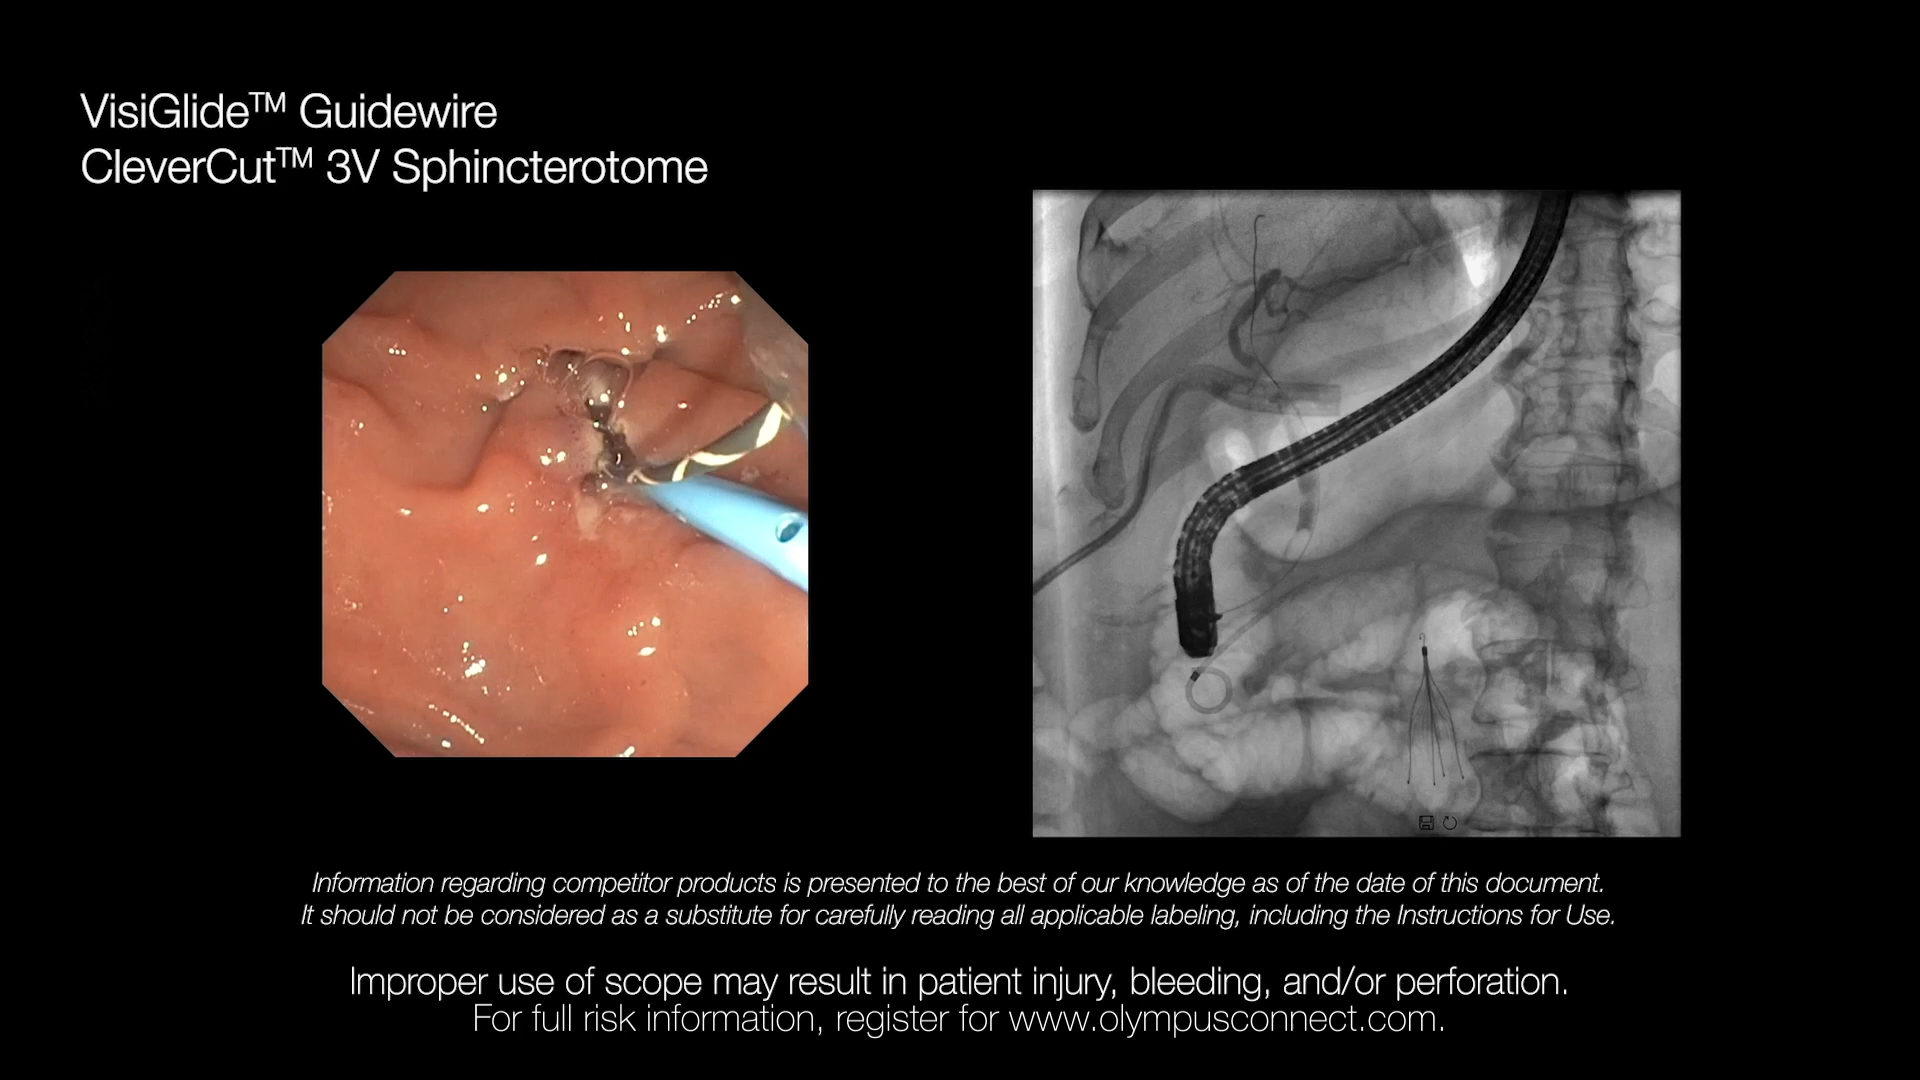 VisiGlide™ Guidewire
CleverCut™ 3V Sphincterotome
Information regarding competitor products is presented to the best of our knowledge as of the date of this document.
It should not be considered as a substitute for carefully reading all applicable labeling, including the Instructions for Use.
Improper use of scope may result in patient injury, bleeding, and/or perforation.
For full risk information, register for www.olympusconnect.com.